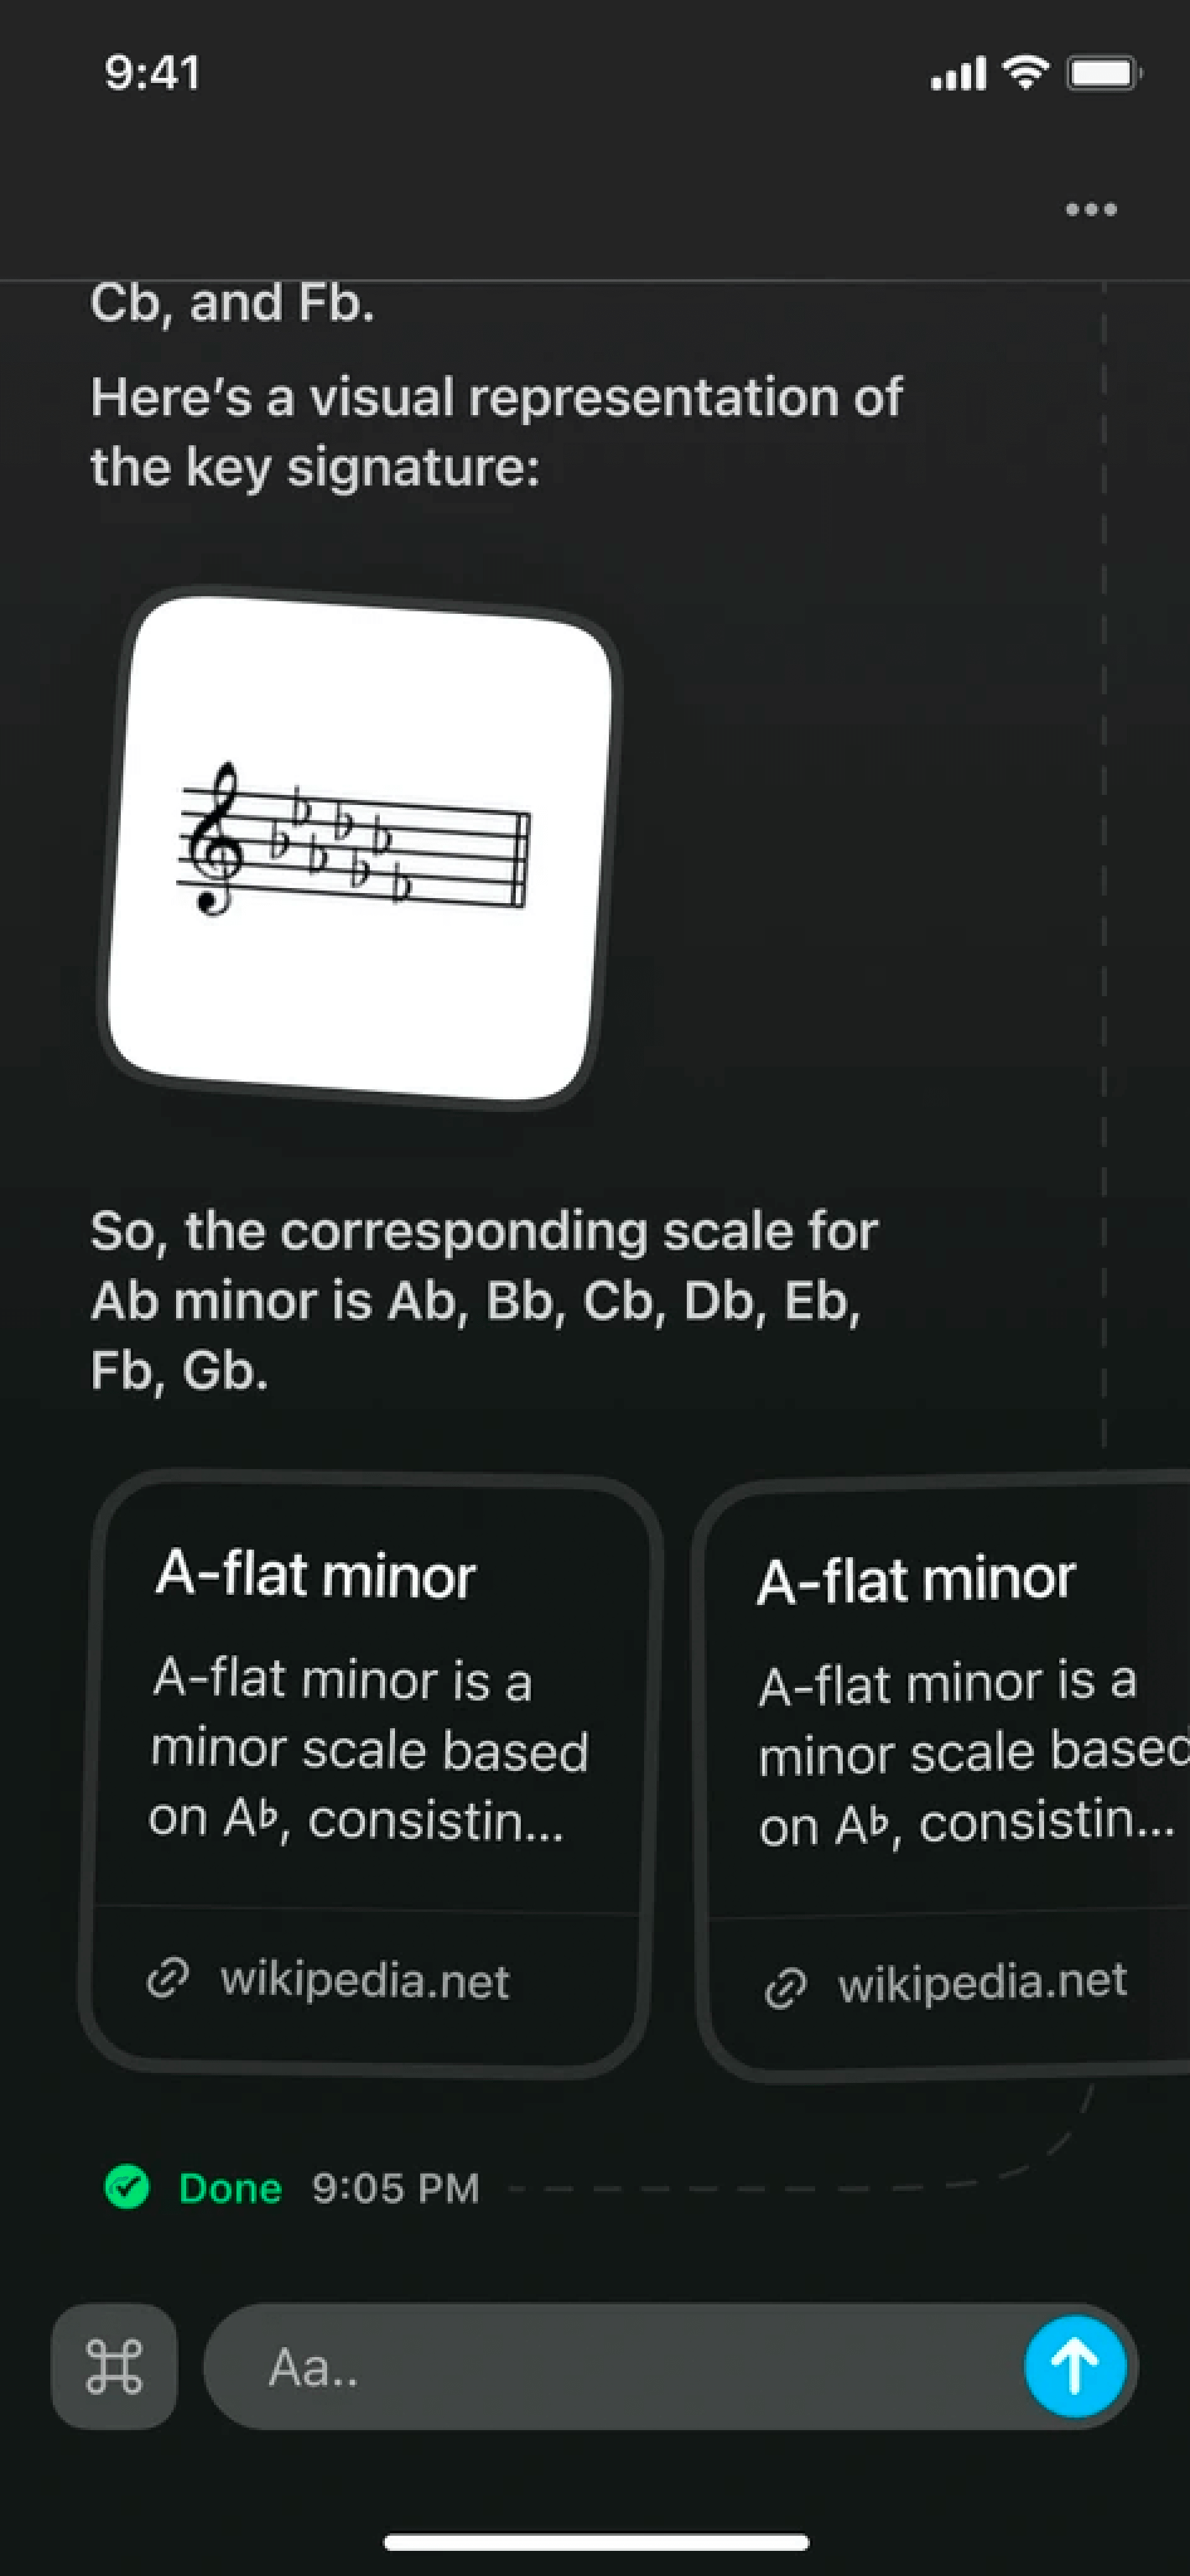 9:41
Cb, and Fb.
Here’s a visual representation of
the key signature:
So, the corresponding scale for
Ab minor is Ab, Bb, Cb, Db, Eb,
Fb, Gb.
A-flat minor
A-flat minor is a
minor scale based
on A♭, consistin...
wikipedia.net
A-flat minor
A-flat minor is a
minor scale based
on A♭, consistin...
wikipedia.net
Done 9:05 PM
Aa..